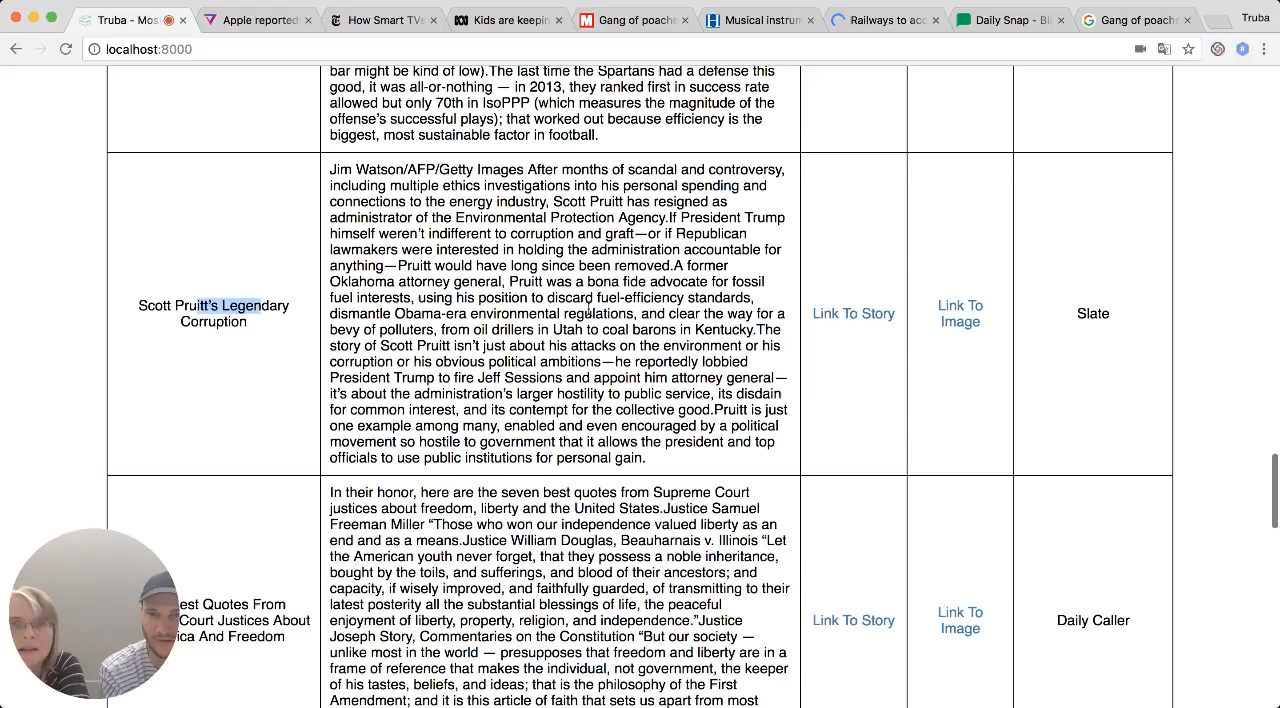 Truba - Mos
Apple reported
How Smart TVs
Kids are keepin
Gang of poache
Musical instrum
Railways to acc
Daily Snap - Bi
Gang of poache
Truba
localhost:8000
bar might be kind of low).The last time the Spartans had a defense this
good, it was all-or-nothing — in 2013, they ranked first in success rate
allowed but only 70th in IsoPPP (which measures the magnitude of the
offense’s successful plays); that worked out because efficiency is the
biggest, most sustainable factor in football.
Scott Pruitt’s Legendary
Corruption
Jim Watson/AFP/Getty Images After months of scandal and controversy,
including multiple ethics investigations into his personal spending and
connections to the energy industry, Scott Pruitt has resigned as
administrator of the Environmental Protection Agency.If President Trump
himself weren’t indifferent to corruption and graft—or if Republican
lawmakers were interested in holding the administration accountable for
anything—Pruitt would have long since been removed.A former
Oklahoma attorney general, Pruitt was a bona fide advocate for fossil
fuel interests, using his position to discard fuel-efficiency standards,
dismantle Obama-era environmental regulations, and clear the way for a
bevy of polluters, from oil drillers in Utah to coal barons in Kentucky.The
story of Scott Pruitt isn’t just about his attacks on the environment or his
corruption or his obvious political ambitions—he reportedly lobbied
President Trump to fire Jeff Sessions and appoint him attorney general—
it’s about the administration’s larger hostility to public service, its disdain
for common interest, and its contempt for the collective good.Pruitt is just
one example among many, enabled and even encouraged by a political
movement so hostile to government that it allows the president and top
officials to use public institutions for personal gain.
Link To Story
Link To
Image
Slate
est Quotes From
Court Justices About
ica And Freedom
In their honor, here are the seven best quotes from Supreme Court
justices about freedom, liberty and the United States.Justice Samuel
Freeman Miller “Those who won our independence valued liberty as an
end and as a means.Justice William Douglas, Beauharnais v. Illinois “Let
the American youth never forget, that they possess a noble inheritance,
bought by the toils, and sufferings, and blood of their ancestors; and
capacity, if wisely improved, and faithfully guarded, of transmitting to their
latest posterity all the substantial blessings of life, the peaceful
enjoyment of liberty, property, religion, and independence.”Justice
Joseph Story, Commentaries on the Constitution “But our society —
unlike most in the world — presupposes that freedom and liberty are in a
frame of reference that makes the individual, not government, the keeper
of his tastes, beliefs, and ideas; that is the philosophy of the First
Amendment; and it is this article of faith that sets us apart from most
Link To Story
Link To
Image
Daily Caller